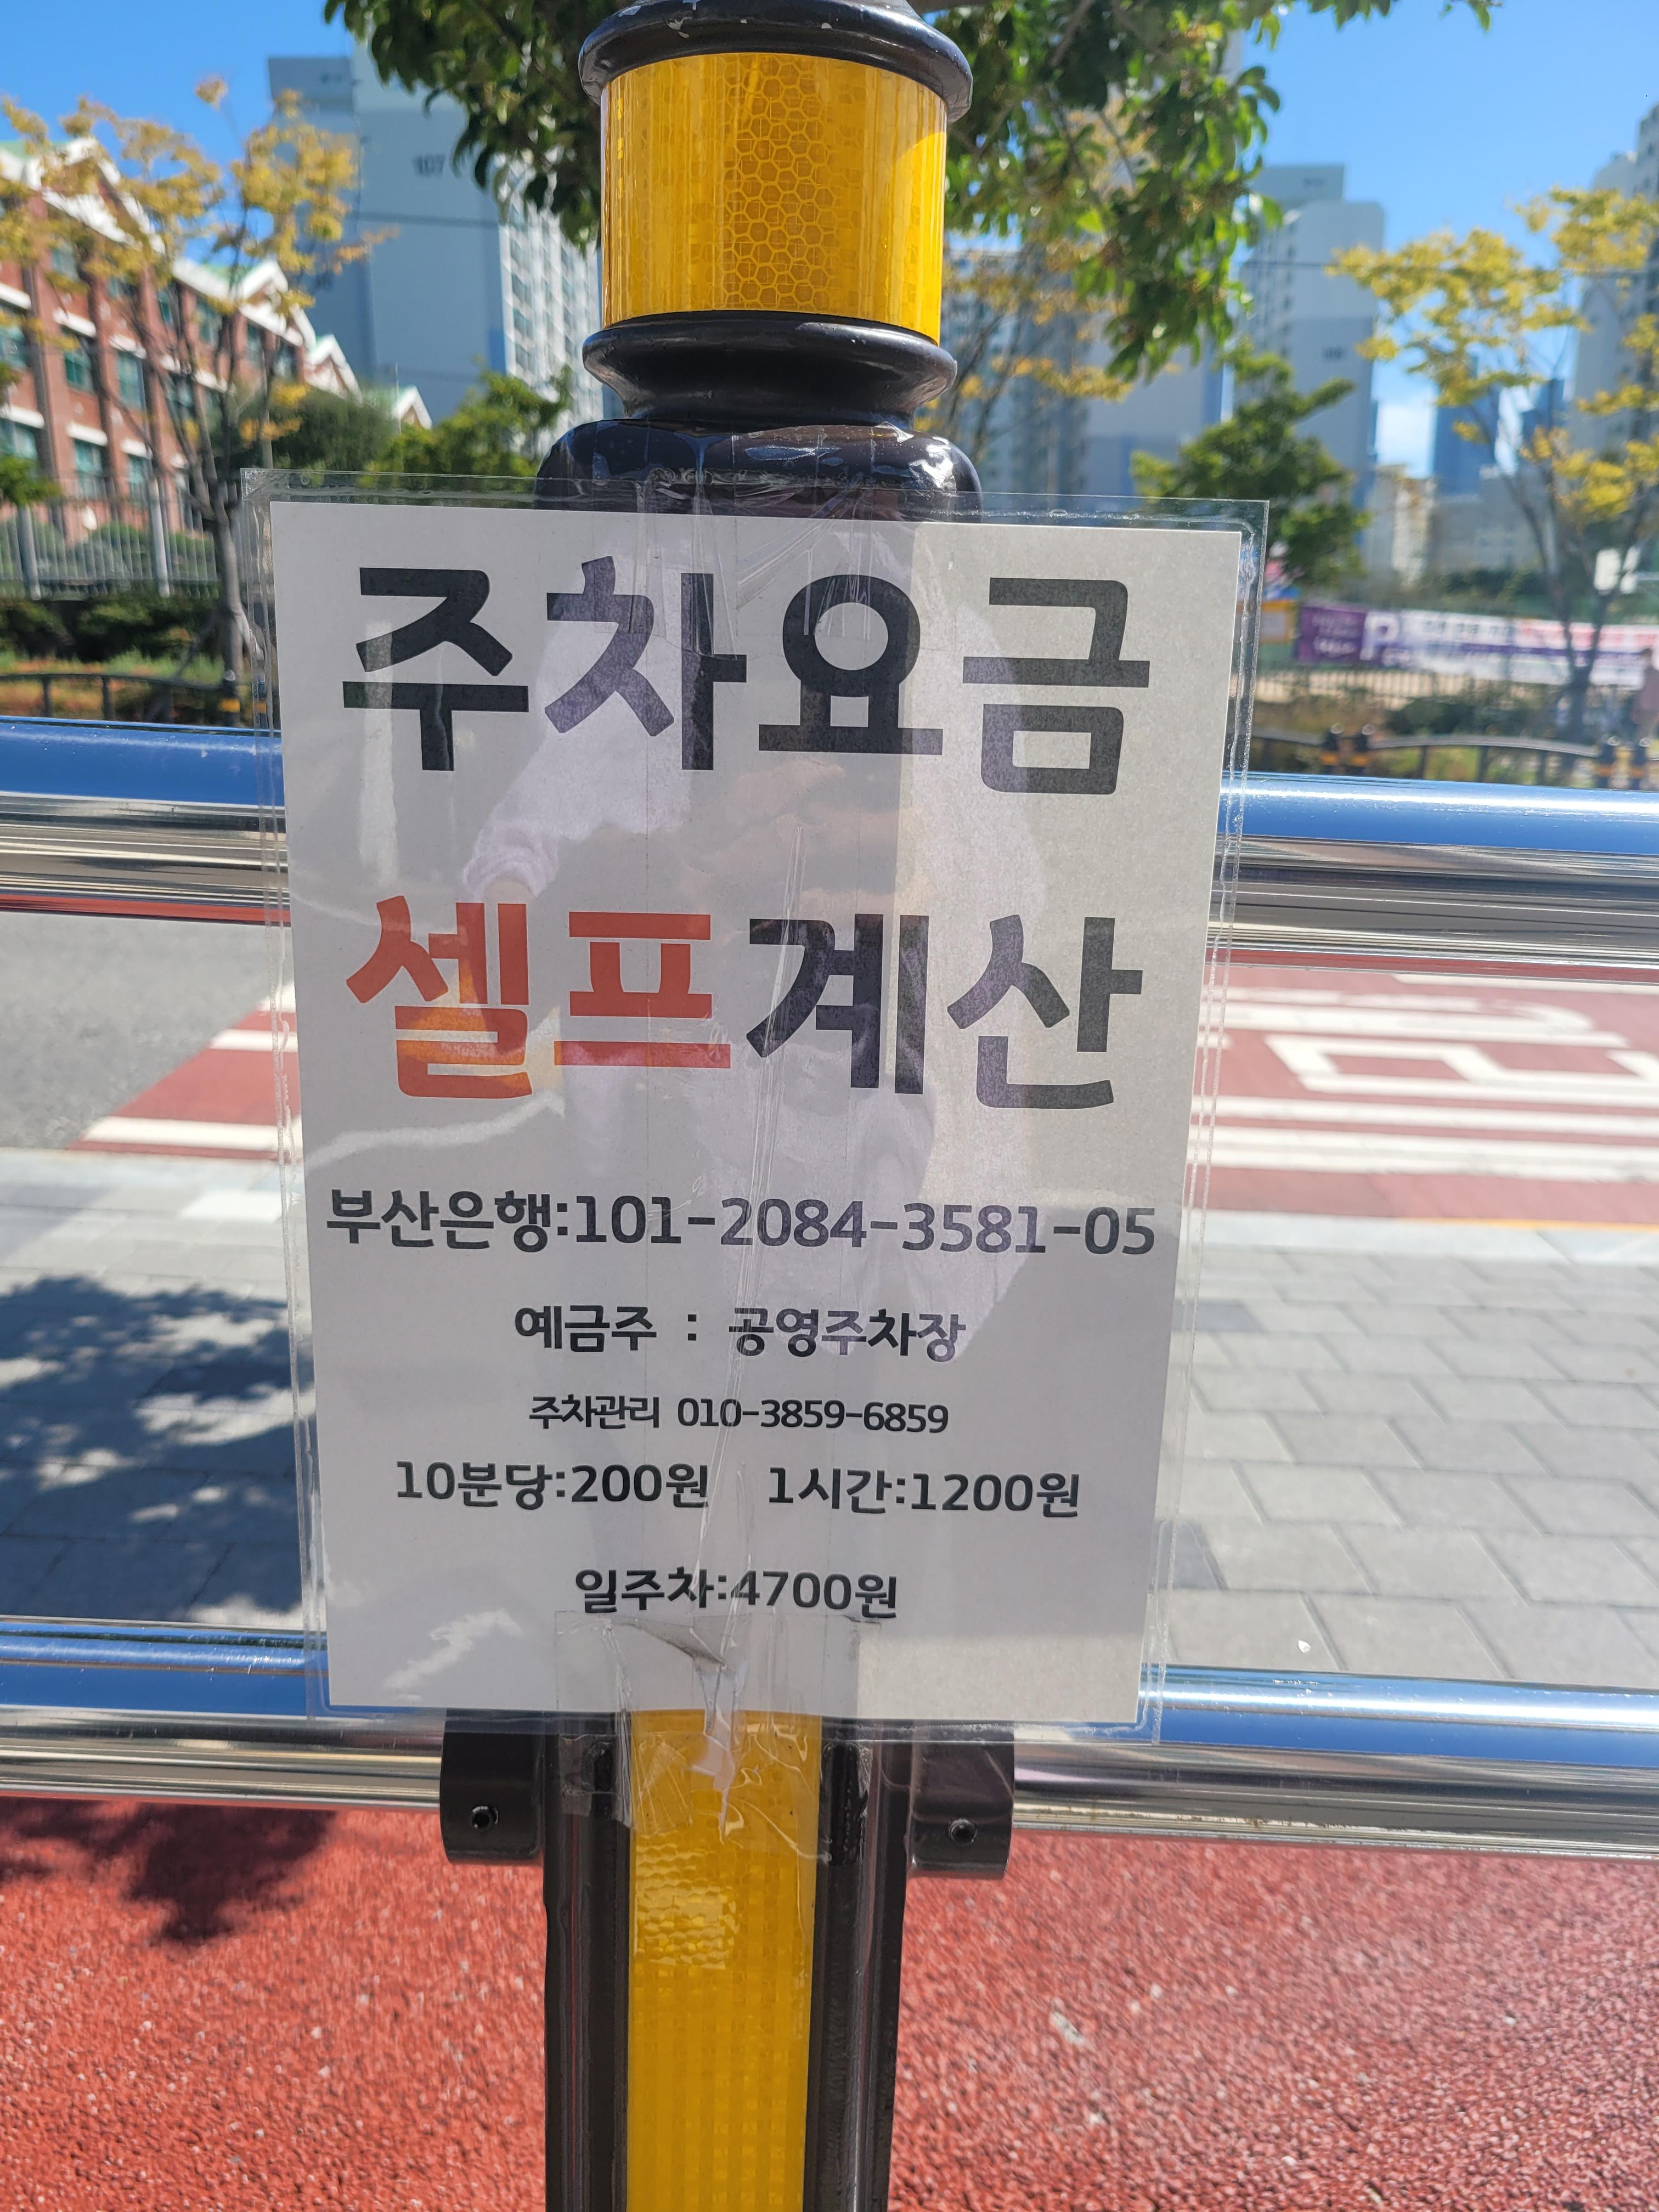 107
주차요금
셀프계산
부산은행:101-2084-3581-05
예금주 : 공영주차장
주차관리 010-3859-6859
10분당:200원 1시간:1200원
일주차:4700원